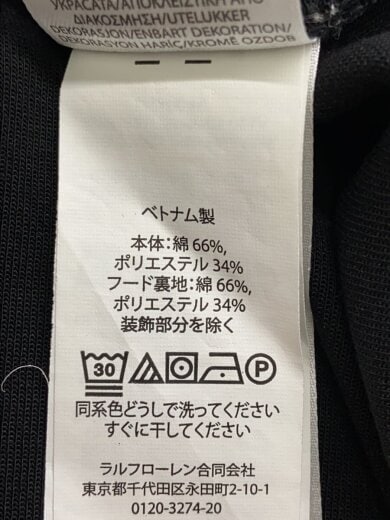 УКРАСАТА/ΑΠΟΚΛΕΙΣΤΙΚΗ ΑΠΟ
ΔΙΑΚΟΣΜΗΣΗ/UTELUKKER
DEKORASJON/ENBART DEKORATION/
DEKORASYON HARİÇ/KROMĖ OZDOB
ベトナム製
本体：綿 66%,
ポリエステル 34%
フード裏地：綿 66%,
ポリエステル 34%
装飾部分を除く
30 P
同系色どうしで洗ってください
すぐに干してください
ラルフローレン合同会社
東京都千代田区永田町2-10-1
0120-3274-20